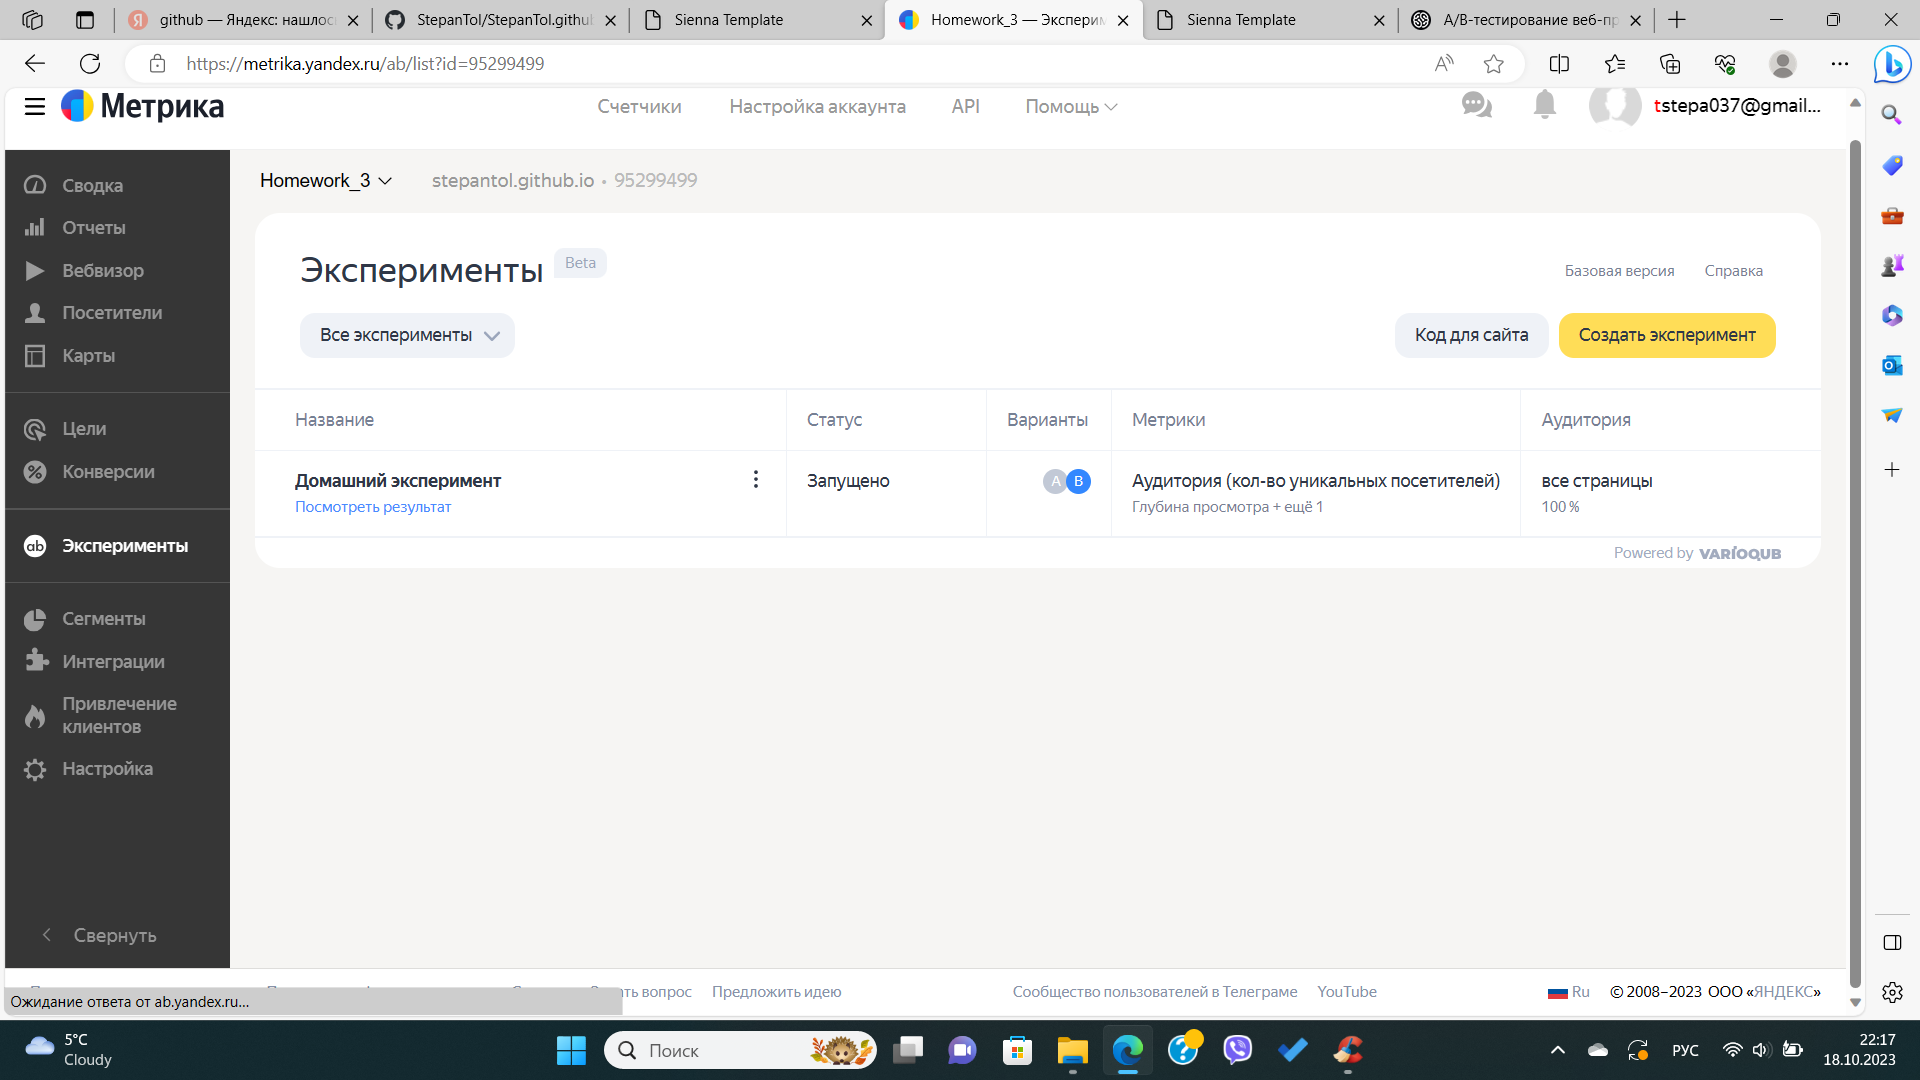 github — Яндекс: нашлос
StepanTol/StepanTol.github
Sienna Template
Homework_3 — Эксперим
Sienna Template
A/B-тестирование веб-пр
https://metrika.yandex.ru/ab/list?id=95299499
Метрика
Счетчики
Настройка аккаунта
API
Помощь
tstepa037@gmail...
Сводка
Отчеты
Вебвизор
Посетители
Карты
Цели
Конверсии
Эксперименты
Сегменты
Интеграции
Привлечение
клиентов
Настройка
Свернуть
Homework_3
stepantol.github.io • 95299499
Эксперименты
Beta
Базовая версия
Справка
Все эксперименты
Код для сайта
Создать эксперимент
Название
Статус
Варианты
Метрики
Аудитория
Домашний эксперимент
Посмотреть результат
Запущено
A
B
Аудитория (кол-во уникальных посетителей)
Глубина просмотра + ещё 1
все страницы
100 %
Powered by VARIOQUB
Ожидание ответа от ab.yandex.ru...
вопрос
Предложить идею
Сообщество пользователей в Телеграме
YouTube
Ru
© 2008–2023 ООО «ЯНДЕКС»
5°C
Cloudy
Поиск
РУС
22:17
18.10.2023